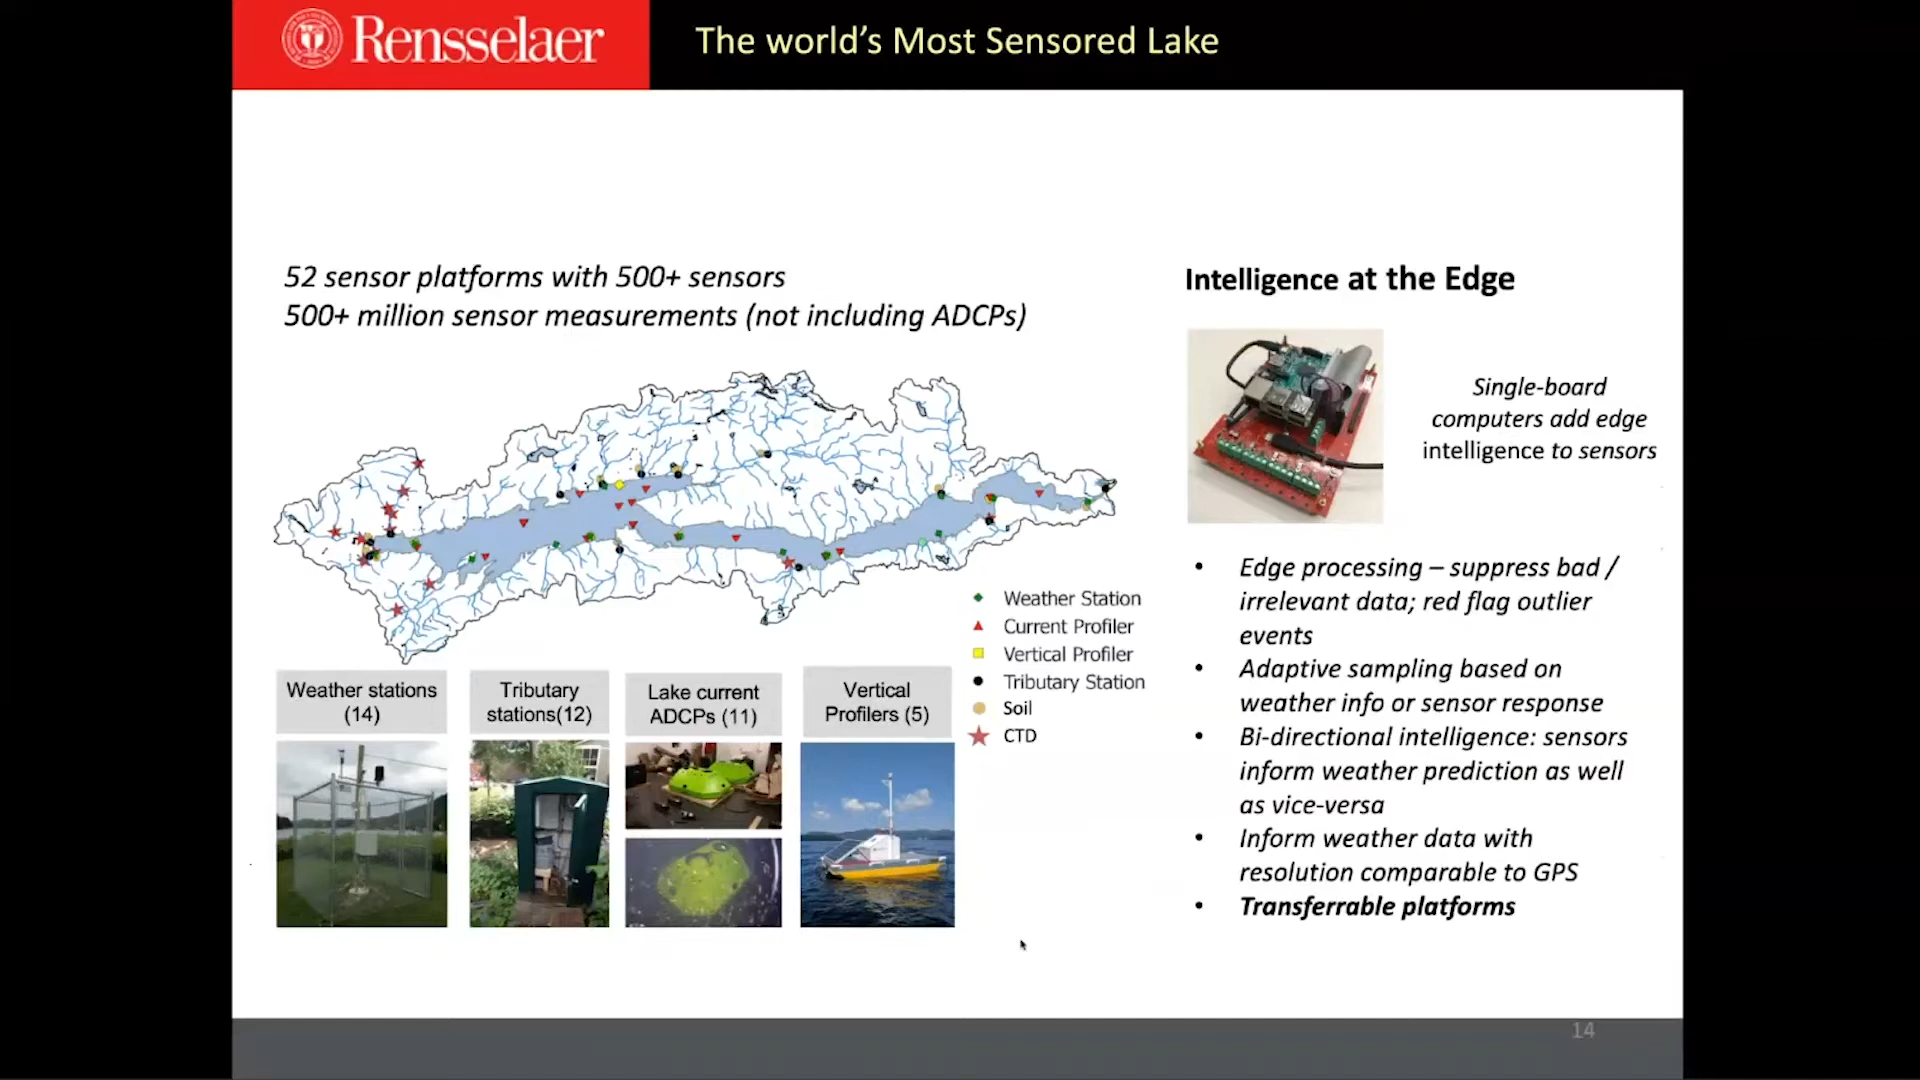 Rensselaer
The world's Most Sensored Lake
52 sensor platforms with 500+ sensors
500+ million sensor measurements (not including ADCPs)
Weather Station
Current Profiler
Vertical Profiler
Tributary Station
Soil
CTD
Weather stations
(14)
Tributary
stations(12)
Lake current
ADCPs (11)
Vertical
Profilers (5)
Intelligence at the Edge
Single-board
computers add edge
intelligence to sensors
• Edge processing – suppress bad /
irrelevant data; red flag outlier
events
• Adaptive sampling based on
weather info or sensor response
• Bi-directional intelligence: sensors
inform weather prediction as well
as vice-versa
• Inform weather data with
resolution comparable to GPS
• Transferrable platforms
14